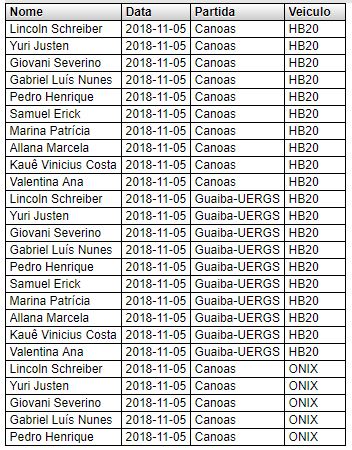 Nome Data Partida Veiculo
Lincoln Schreiber 2018-11-05 Canoas HB20
Yuri Justen 2018-11-05 Canoas HB20
Giovani Severino 2018-11-05 Canoas HB20
Gabriel Luís Nunes 2018-11-05 Canoas HB20
Pedro Henrique 2018-11-05 Canoas HB20
Samuel Erick 2018-11-05 Canoas HB20
Marina Patrícia 2018-11-05 Canoas HB20
Allana Marcela 2018-11-05 Canoas HB20
Kauê Vinicius Costa 2018-11-05 Canoas HB20
Valentina Ana 2018-11-05 Canoas HB20
Lincoln Schreiber 2018-11-05 Guaiba-UERGS HB20
Yuri Justen 2018-11-05 Guaiba-UERGS HB20
Giovani Severino 2018-11-05 Guaiba-UERGS HB20
Gabriel Luís Nunes 2018-11-05 Guaiba-UERGS HB20
Pedro Henrique 2018-11-05 Guaiba-UERGS HB20
Samuel Erick 2018-11-05 Guaiba-UERGS HB20
Marina Patrícia 2018-11-05 Guaiba-UERGS HB20
Allana Marcela 2018-11-05 Guaiba-UERGS HB20
Kauê Vinicius Costa 2018-11-05 Guaiba-UERGS HB20
Valentina Ana 2018-11-05 Guaiba-UERGS HB20
Lincoln Schreiber 2018-11-05 Canoas ONIX
Yuri Justen 2018-11-05 Canoas ONIX
Giovani Severino 2018-11-05 Canoas ONIX
Gabriel Luís Nunes 2018-11-05 Canoas ONIX
Pedro Henrique 2018-11-05 Canoas ONIX